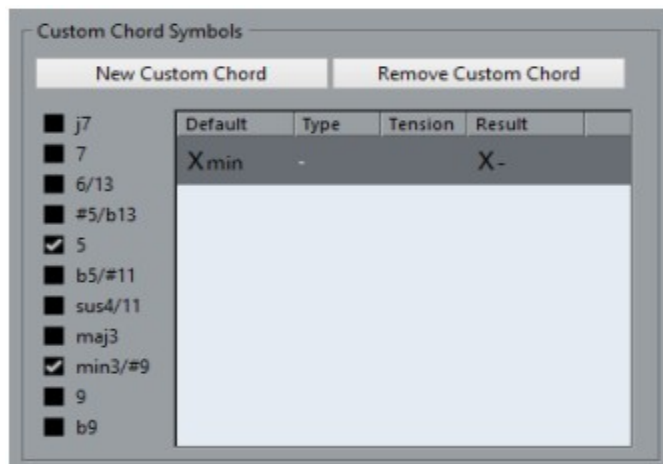 Custom Chord Symbols
New Custom Chord Remove Custom Chord
j7
7
6/13
#5/b13
5
b5/#11
sus4/11
maj3
min3/#9
9
b9
Default Type Tension Result
Xmin - X-